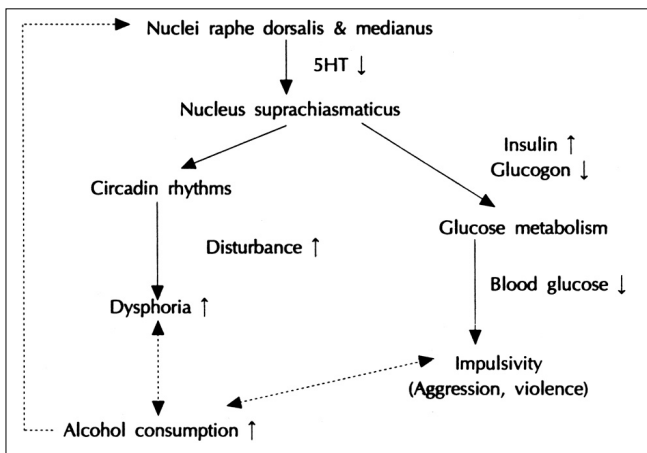 Nuclei raphe dorsalis & medianus
5HT ↓
Nucleus suprachiasmaticus
Insulin ↑
Glucogon ↓
Circadin rhythms
Glucose metabolism
Disturbance ↑
Blood glucose ↓
Dysphoria ↑
Impulsivity
(Aggression, violence)
Alcohol consumption ↑